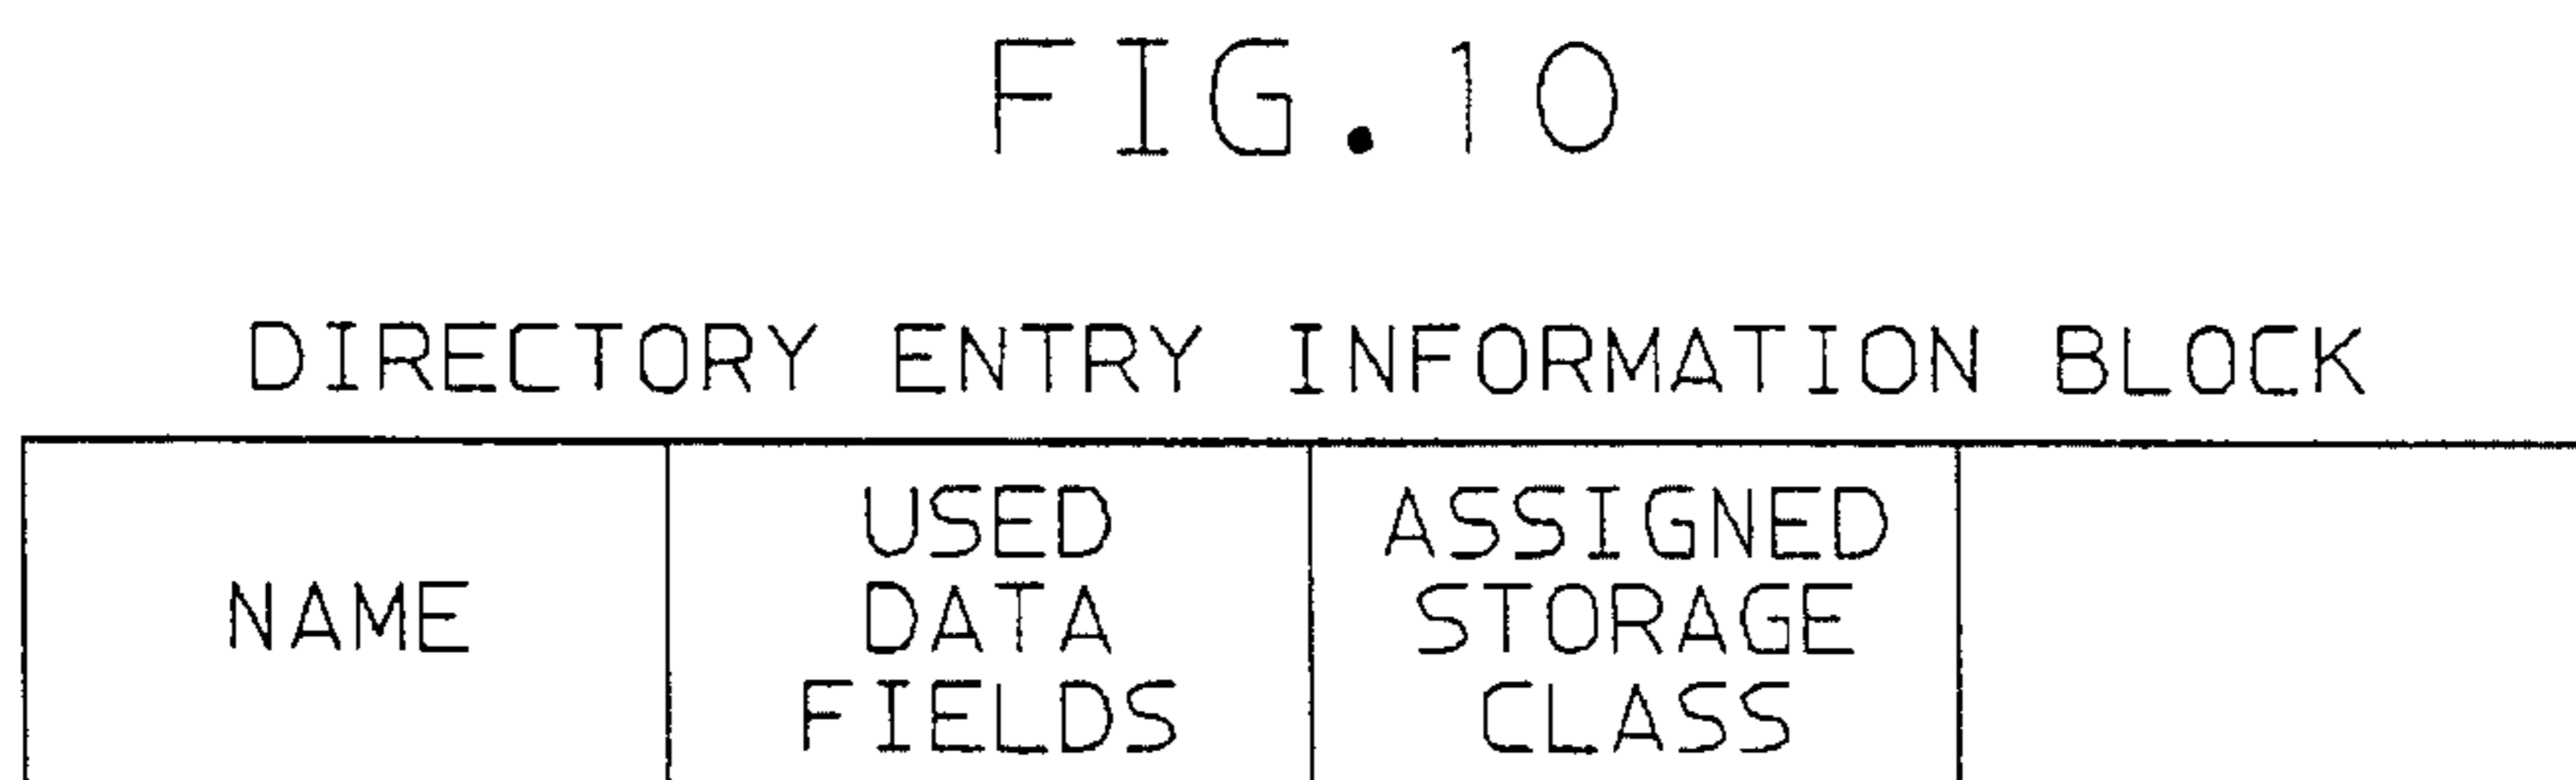 FIG.10
DIRECTORY ENTRY INFORMATION BLOCK
NAME
USED
DATA
FIELDS
ASSIGNED
STORAGE
CLASS